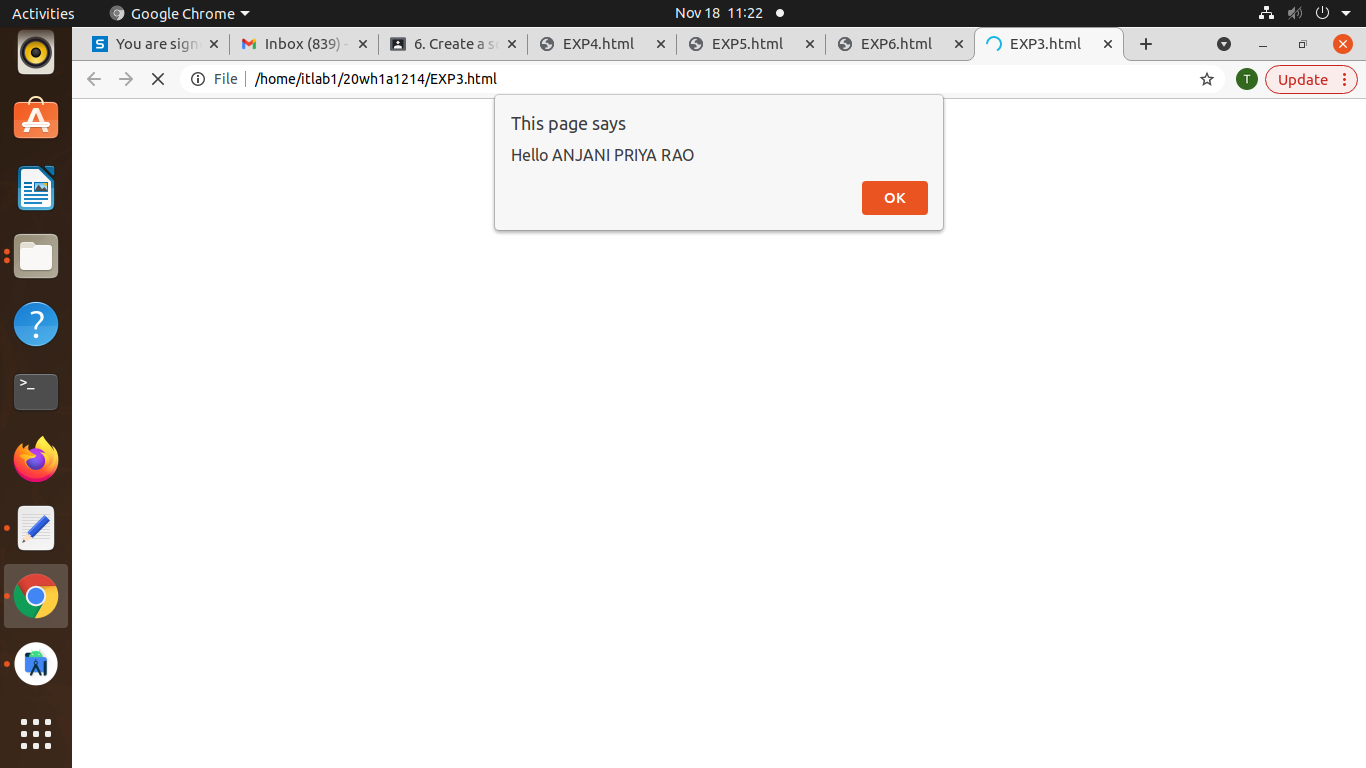 Activities
Google Chrome
Nov 18 11:22
You are sign
Inbox (839) -
6. Create a s
EXP4.html
EXP5.html
EXP6.html
EXP3.html
File
/home/itlab1/20wh1a1214/EXP3.html
T
Update
This page says
Hello ANJANI PRIYA RAO
OK